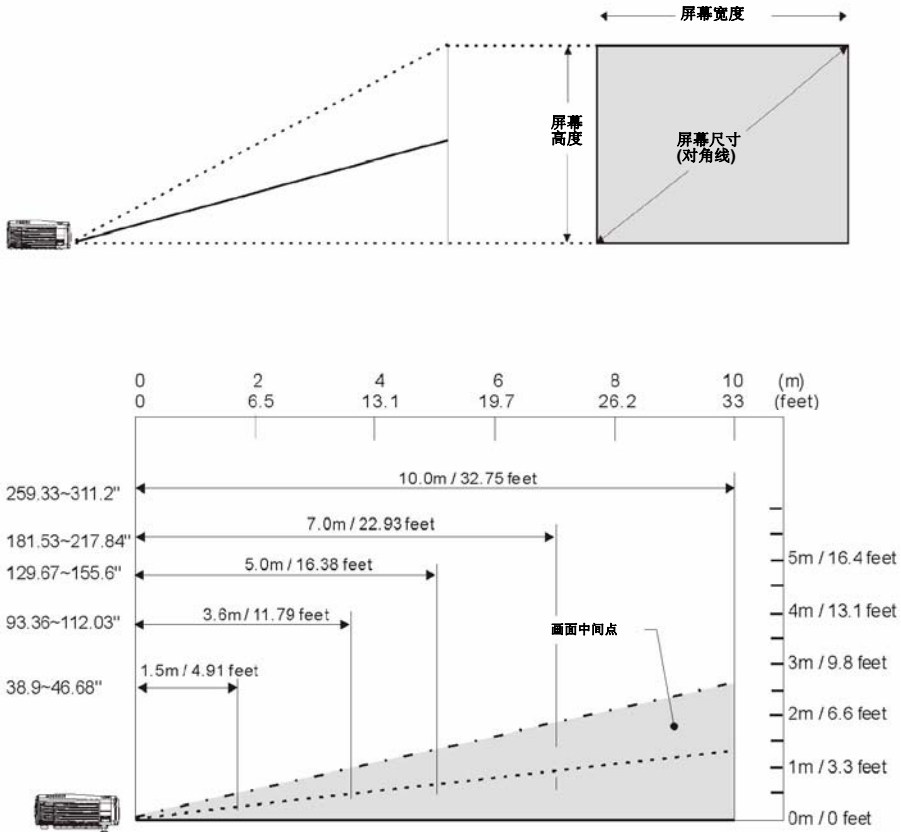 屏幕宽度
屏幕
高度
屏幕尺寸
(对角线)
0 2 4 6 8 10 (m)
0 6.5 13.1 19.7 26.2 33 (feet)
259.33~311.2"
10.0m / 32.75 feet
181.53~217.84"
7.0m / 22.93 feet
129.67~155.6"
5.0m / 16.38 feet
93.36~112.03"
3.6m / 11.79 feet
38.9~46.68"
1.5m / 4.91 feet
画面中间点
5m / 16.4 feet
4m / 13.1 feet
3m / 9.8 feet
2m / 6.6 feet
1m / 3.3 feet
0m / 0 feet